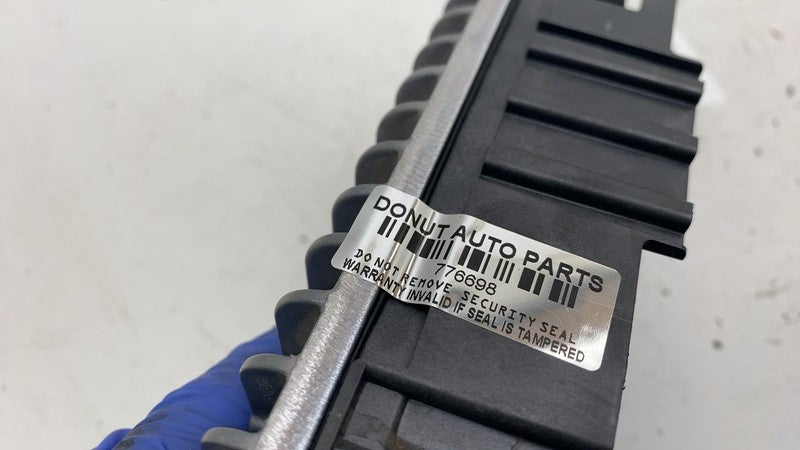 DONUT AUTO PARTS
776698
DO NOT REMOVE SECURITY SEAL
WARRANTY INVALID IF SEAL IS TAMPERED